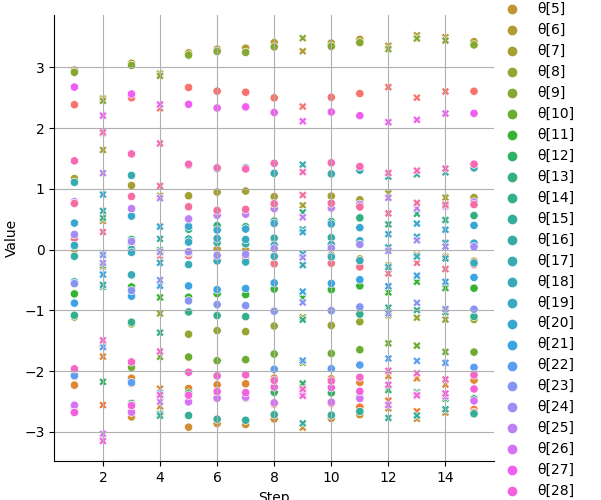 θ[5]
θ[6]
θ[7]
θ[8]
θ[9]
θ[10]
θ[11]
θ[12]
θ[13]
θ[14]
θ[15]
θ[16]
θ[17]
θ[18]
θ[19]
θ[20]
θ[21]
θ[22]
θ[23]
θ[24]
θ[25]
θ[26]
θ[27]
θ[28]
Value
3
2
1
0
−1
−2
−3
2
4
6
8
10
12
14
Step